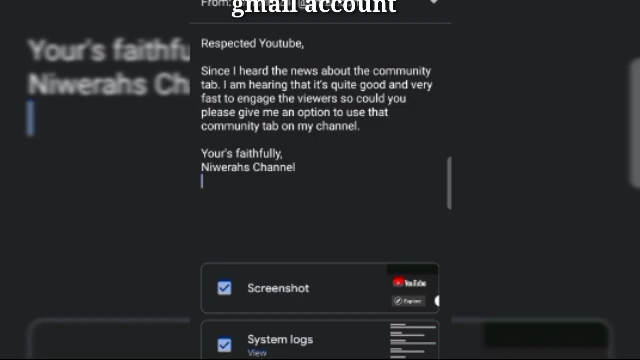 gmail account
From:
Respected Youtube,
Since I heard the news about the community
tab. I am hearing that it's quite good and very
fast to engage the viewers so could you
please give me an option to use that
community tab on my channel.
Your's faithfully,
Niwerahs Channel
Your's faithfu
Niwerahs Ch
Screenshot
YouTube
Explore
System logs
View